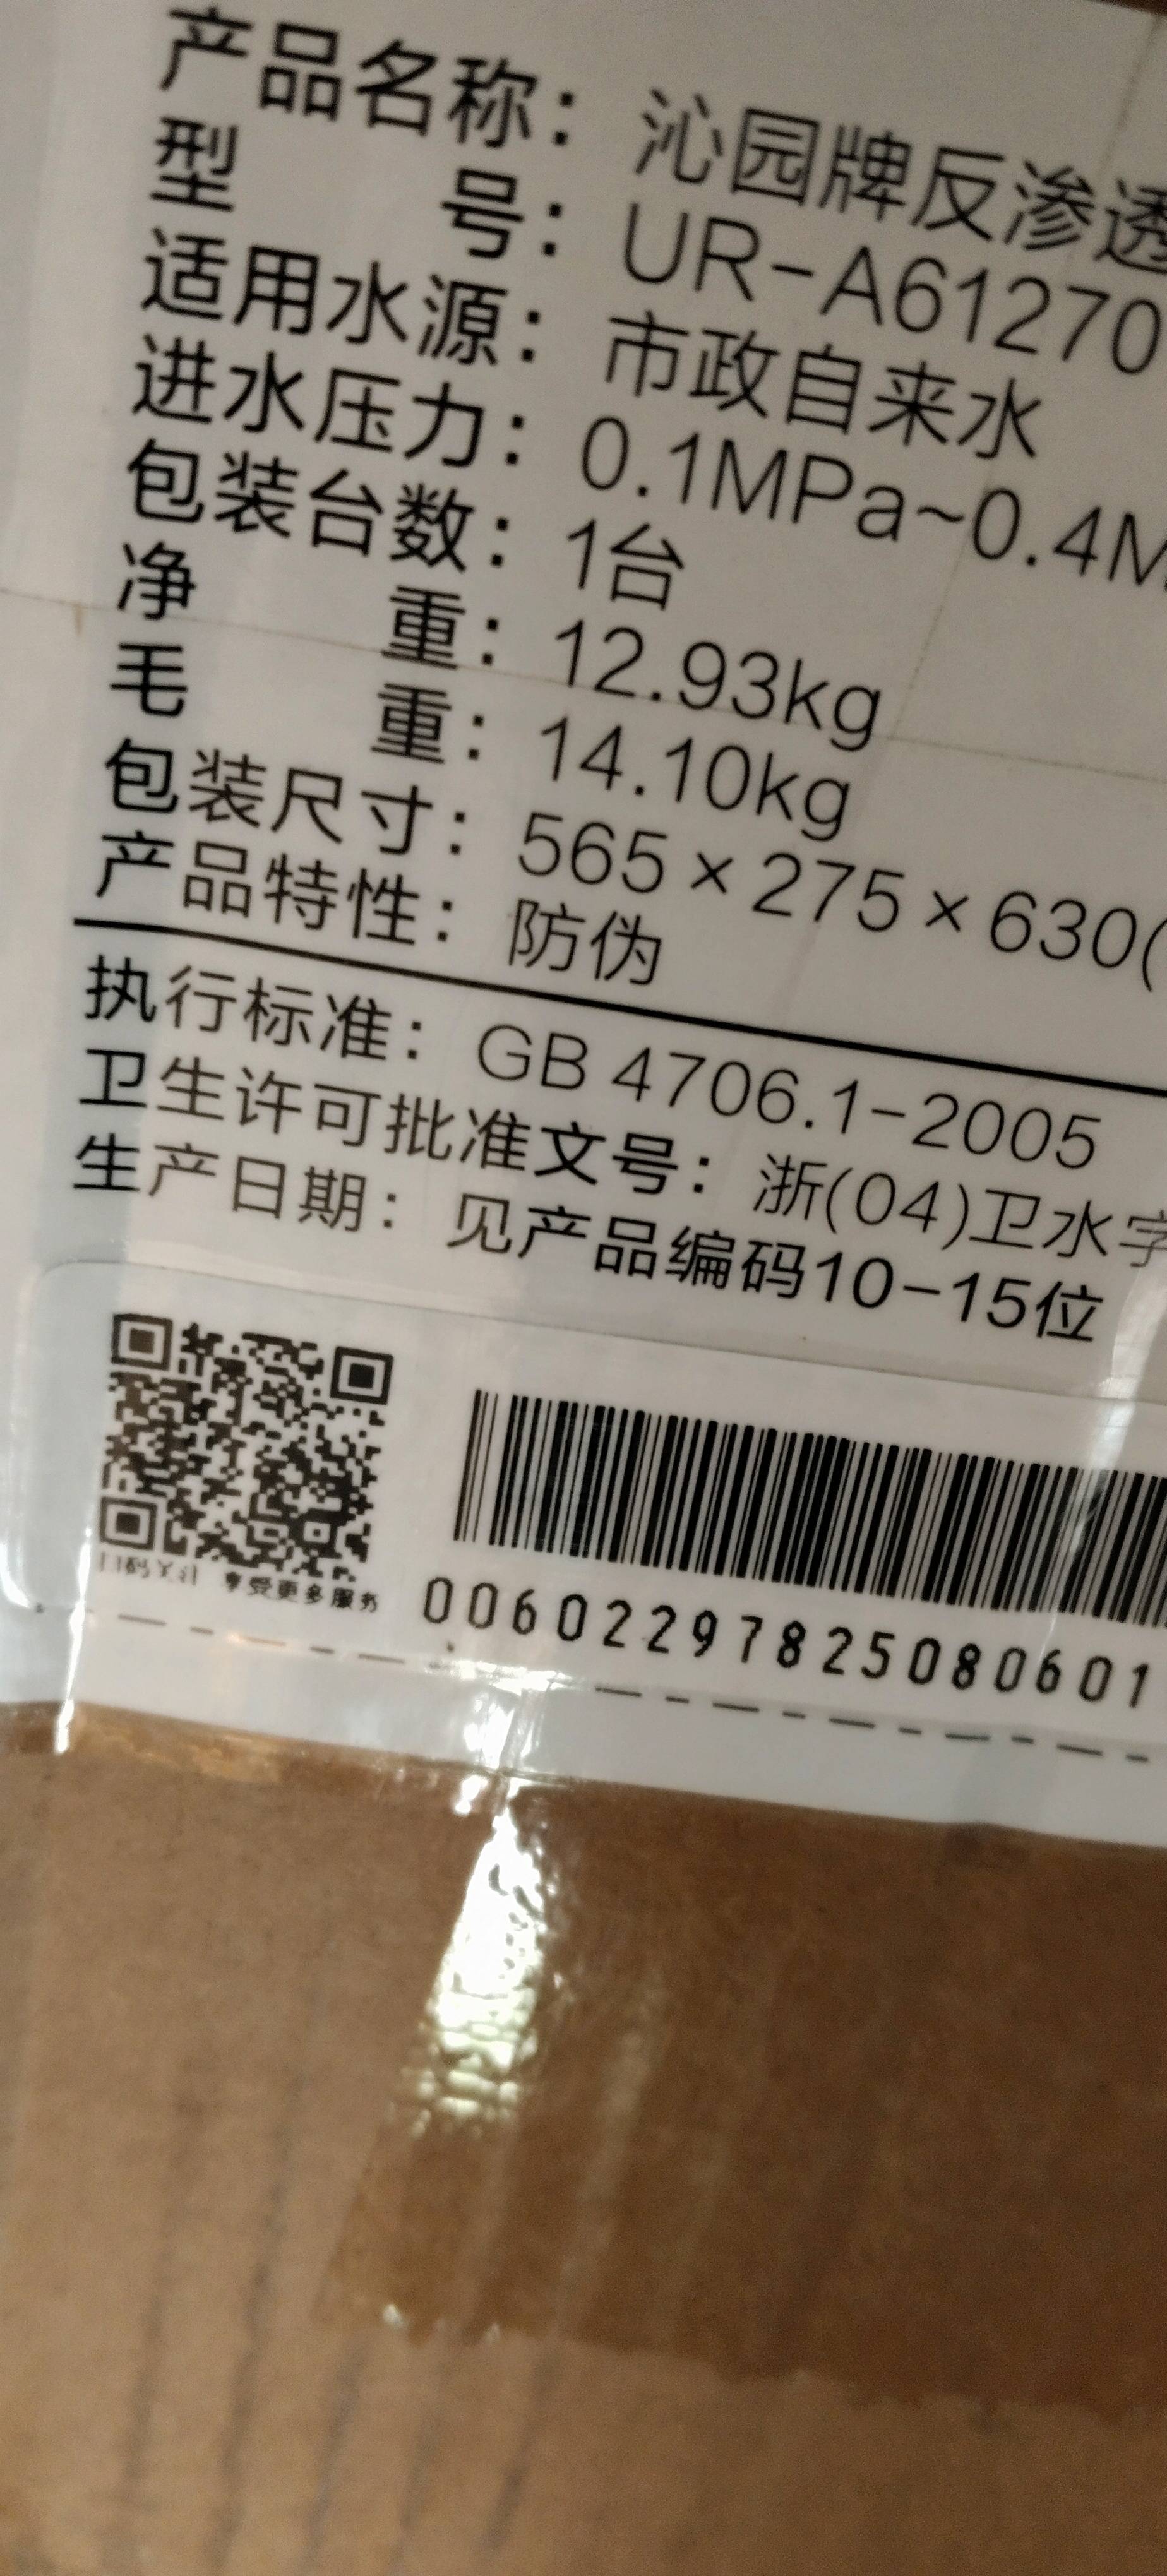 产品名称：沁园牌反渗透
型号：UR-A61270
适用水源：市政自来水
进水压力：0.1MPa~0.4M
包装台数：1台
净重：12.93kg
毛重：14.10kg
包装尺寸：565×275×630(
产品特性：防伪
执行标准：GB 4706.1-2005
卫生许可批准文号：浙(04)卫水字
生产日期：见产品编码10-15位
扫码关注 享受更多服务
00602297825080601